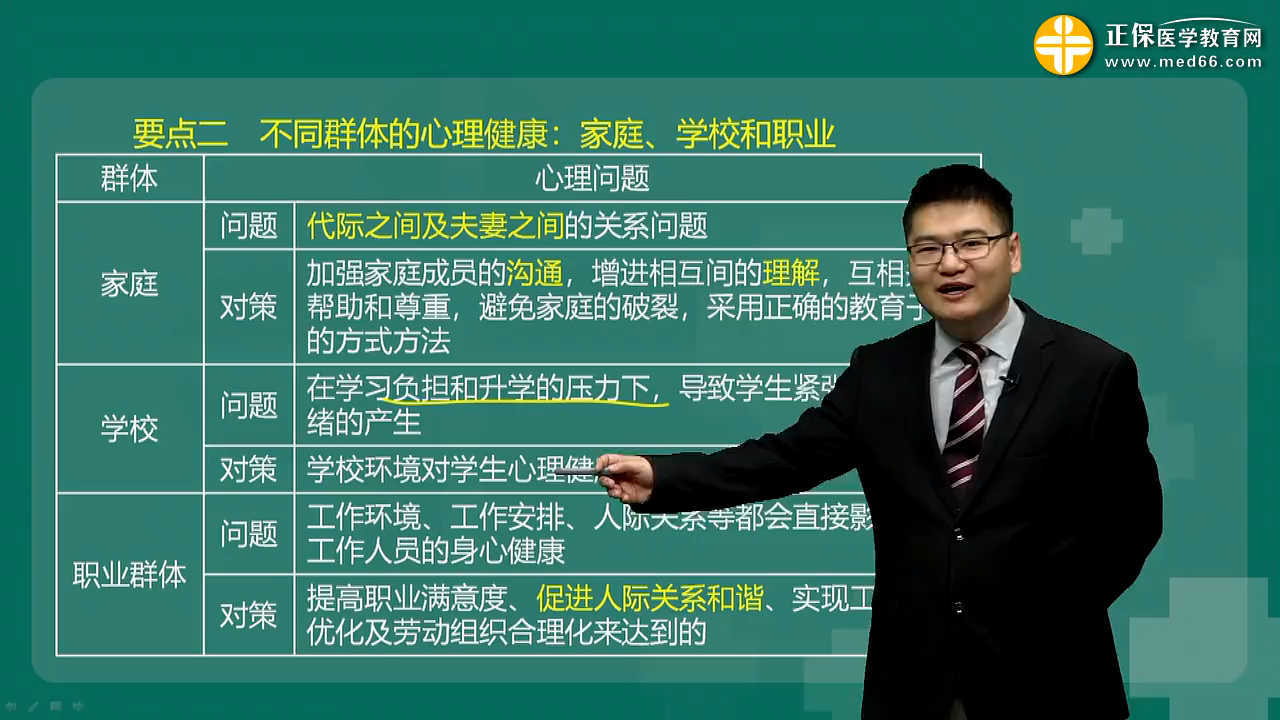 正保医学教育网
www.med66.com
要点二 不同群体的心理健康：家庭、学校和职业
群体
心理问题
家庭
问题
代际之间及夫妻之间的关系问题
对策
加强家庭成员的沟通，增进相互间的理解，互相
帮助和尊重，避免家庭的破裂，采用正确的教育子
的方式方法
学校
问题
在学习负担和升学的压力下，导致学生紧张
绪的产生
对策
学校环境对学生心理健
职业群体
问题
工作环境、工作安排、人际关系等都会直接影
工作人员的身心健康
对策
提高职业满意度、促进人际关系和谐、实现工
优化及劳动组织合理化来达到的